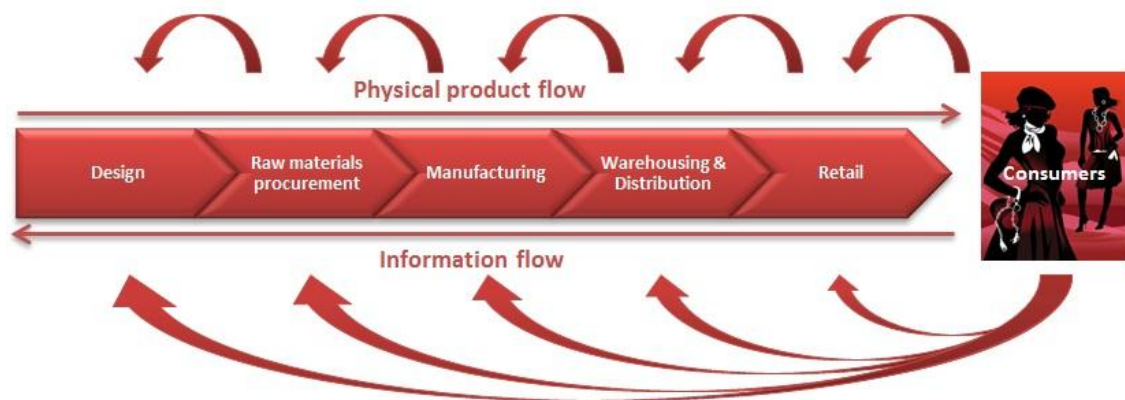 Physical product flow
Design
Raw materials
procurement
Manufacturing
Warehousing &
Distribution
Retail
Consumers
Information flow